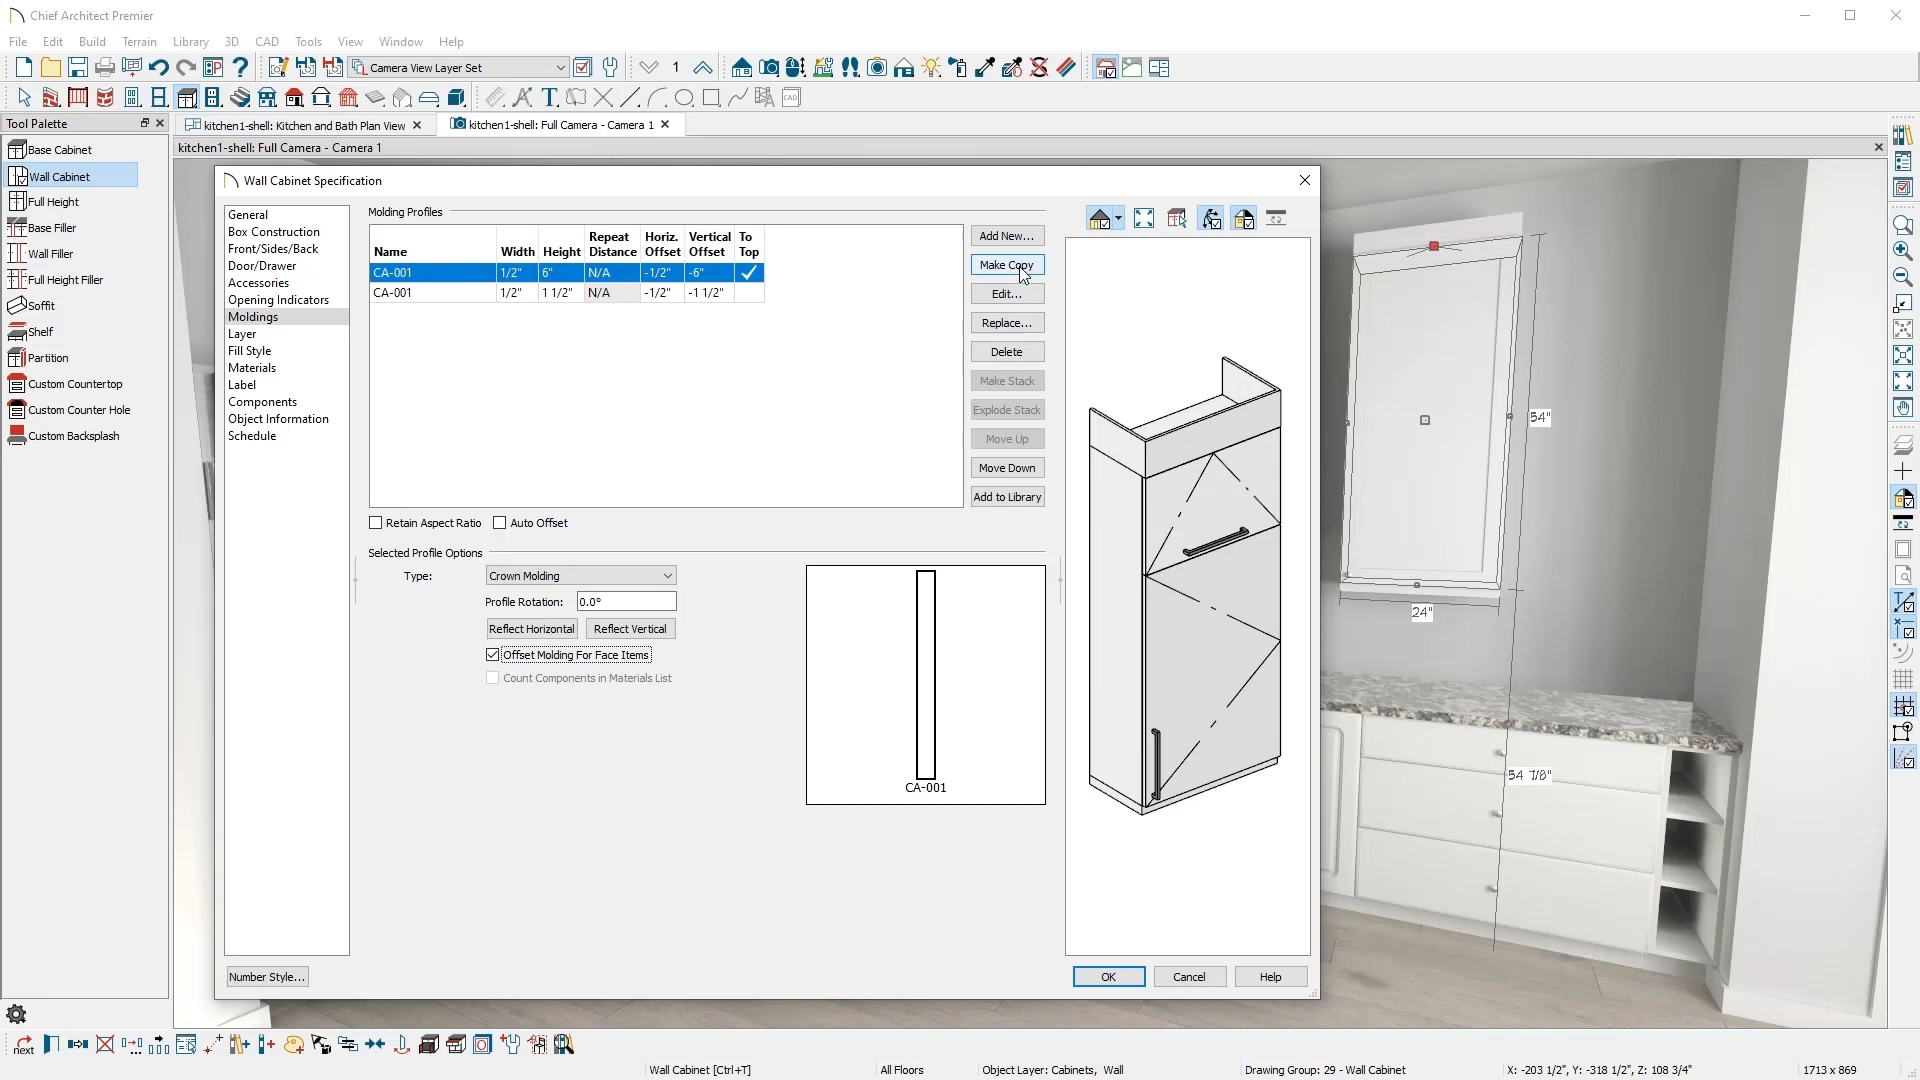 Chief Architect Premier
File Edit Build Terrain Library 3D CAD Tools View Window Help
Camera View Layer Set 1
CAD
Tool Palette
kitchen1-shell: Kitchen and Bath Plan View
kitchen1-shell: Full Camera - Camera 1
kitchen1-shell: Full Camera - Camera 1
Base Cabinet
Wall Cabinet
Full Height
Base Filler
Wall Filler
Full Height Filler
Soffit
Shelf
Partition
Custom Countertop
Custom Counter Hole
Custom Backsplash
Wall Cabinet Specification
General
Box Construction
Front/Sides/Back
Door/Drawer
Accessories
Opening Indicators
Moldings
Layer
Fill Style
Materials
Label
Components
Object Information
Schedule
Molding Profiles
Name Width Height Repeat Distance Horiz. Offset Vertical Offset To Top
CA-001 1/2" 6" N/A -1/2" -6"
CA-001 1/2" 1 1/2" N/A -1/2" -1 1/2"
Add New...
Make Copy
Edit...
Replace...
Delete
Make Stack
Explode Stack
Move Up
Move Down
Add to Library
Retain Aspect Ratio Auto Offset
Selected Profile Options
Type: Crown Molding
Profile Rotation: 0.0°
Reflect Horizontal Reflect Vertical
Offset Molding For Face Items
Count Components in Materials List
CA-001
Number Style... OK Cancel Help
54"
24"
54 7/8"
next
Wall Cabinet [Ctrl+T] All Floors Object Layer: Cabinets, Wall Drawing Group: 29 - Wall Cabinet X: -203 1/2", Y: -318 1/2", Z: 108 3/4" 1713 x 869